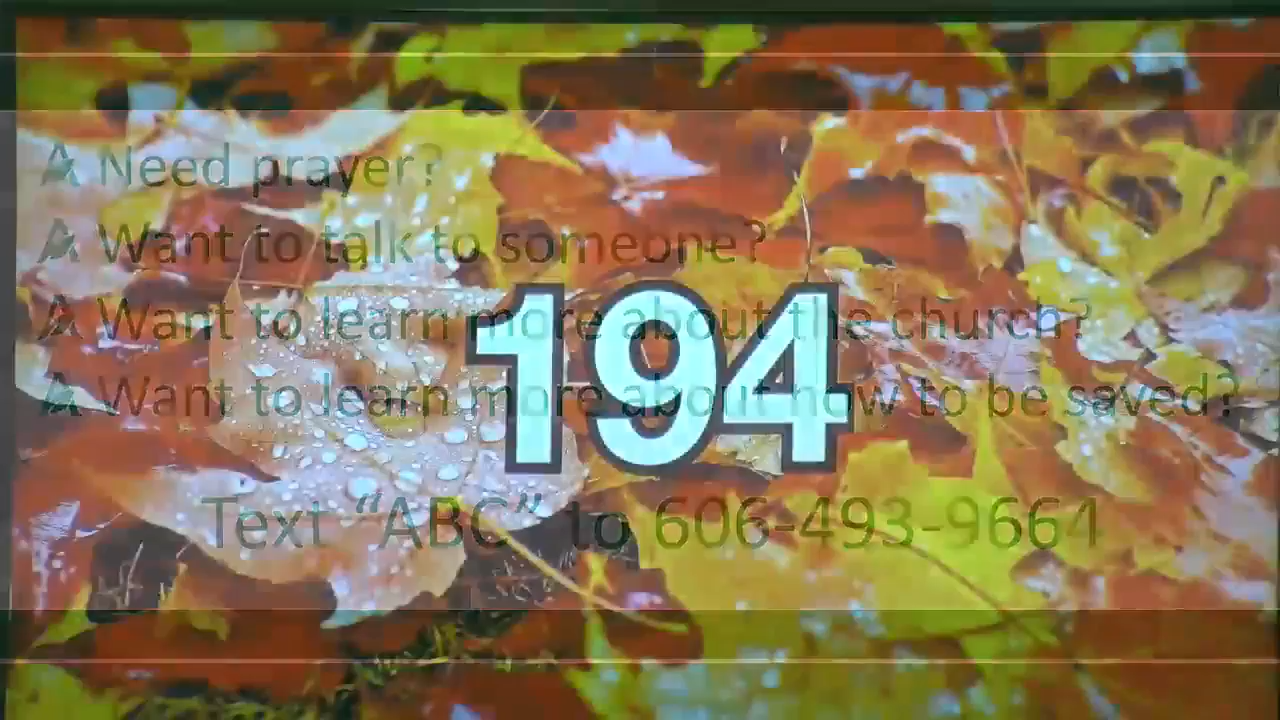 Need prayer?
Want to talk to someone?
Want to learn more about the church?
Want to learn more about how to be saved?
194
Text “ABC” to 606-493-9664